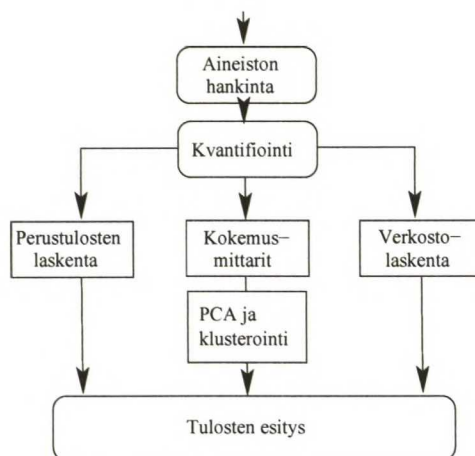 Aineiston
hankinta
Kvantifiointi
Perustulosten
laskenta
Kokemus–
mittarit
Verkosto–
laskenta
PCA ja
klusterointi
Tulosten esitys